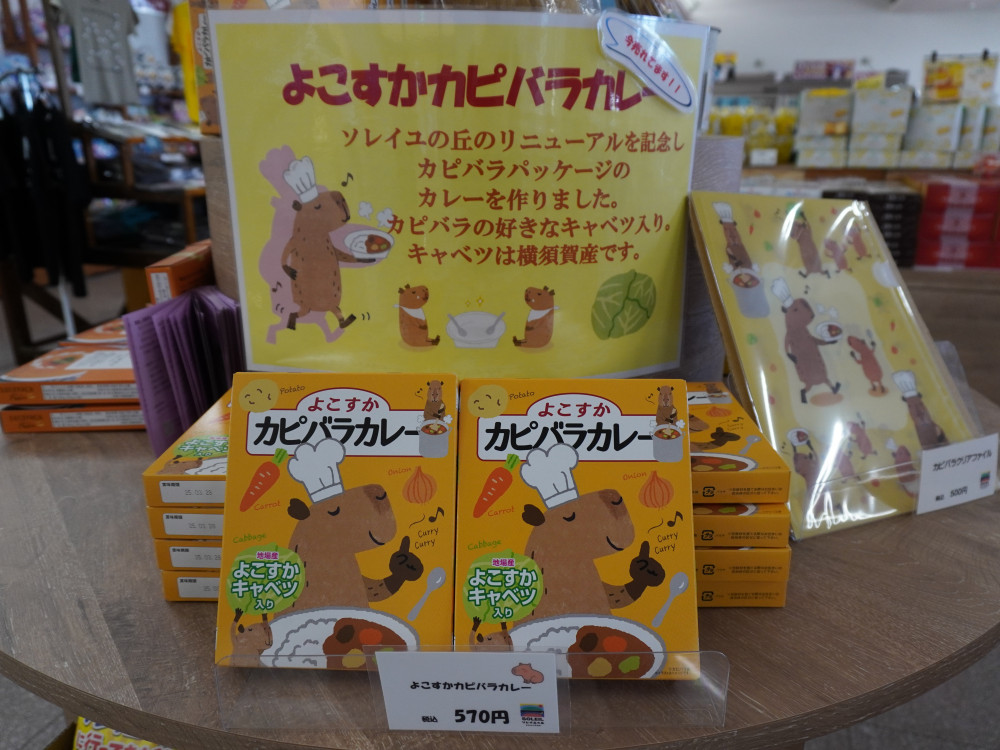 今売れてます!!
よこすかカピバラカレー
ソレイユの丘のリニューアルを記念し
カピバラパッケージの
カレーを作りました。
カピバラの好きなキャベツ入り。
キャベツは横須賀産です。
Potato
よこすか
カピバラカレー
Carrot
Onion
Curry
Curry
Cabbage
地場産
よこすか
キャベツ
入り
Potato
よこすか
カピバラカレー
Carrot
Onion
Curry
Curry
Cabbage
地場産
よこすか
キャベツ
入り
よこすかカピバラカレー
税込 570円
SOLEIL
カピバラクリアファイル
税込 500円